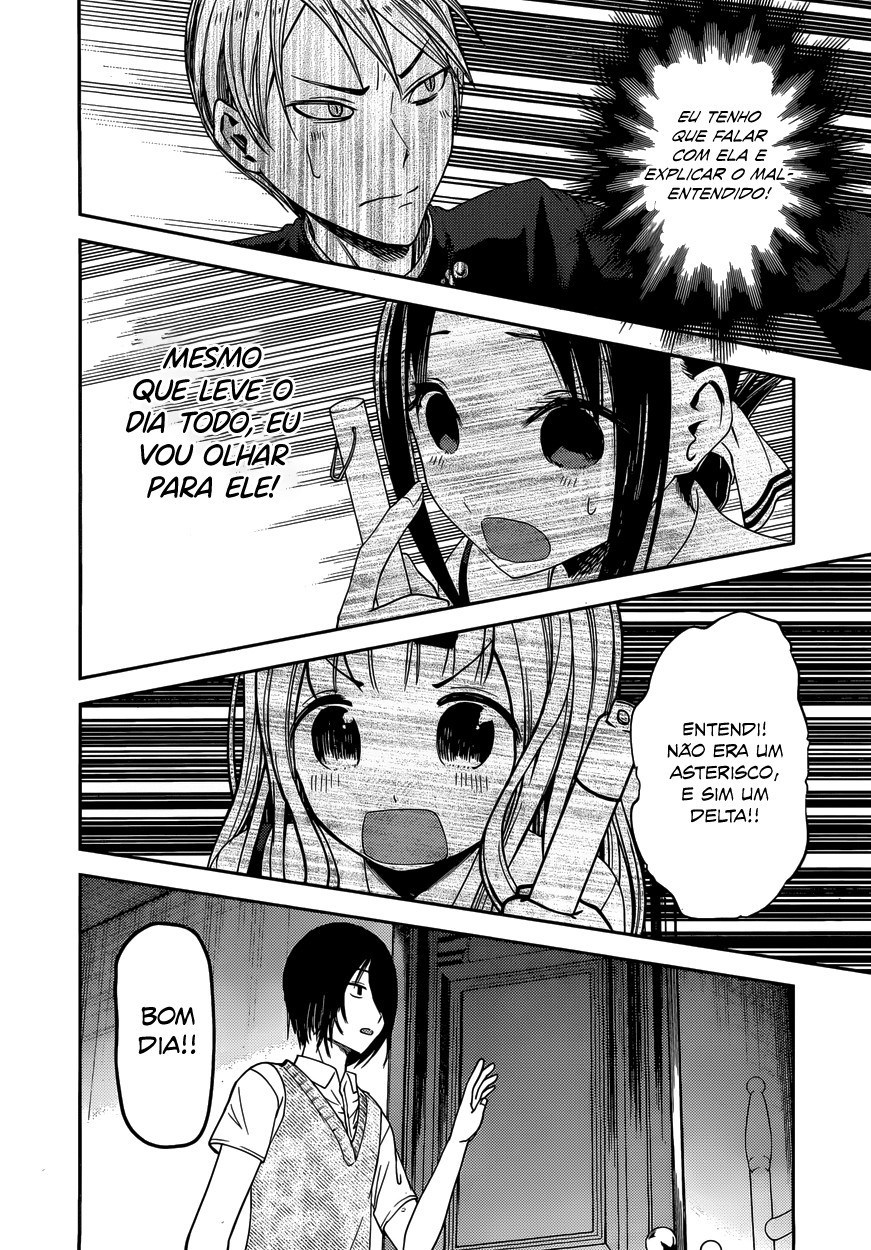 EU TENHO
QUE FALAR
COM ELA E
EXPLICAR O MAL-
ENTENDIDO!
MESMO
QUE LEVE O
DIA TODO, EU
VOU OLHAR
PARA ELE!
ENTENDI!
NÃO ERA UM
ASTERISCO,
E SIM UM
DELTA!!
BOM
DIA!!